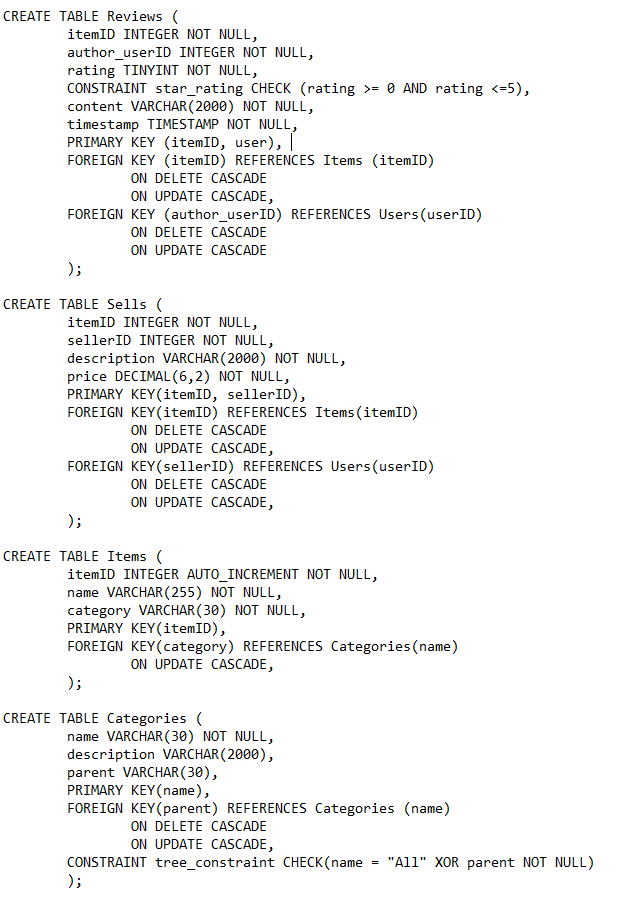 CREATE TABLE Reviews (
itemID INTEGER NOT NULL,
author_userID INTEGER NOT NULL,
rating TINYINT NOT NULL,
CONSTRAINT star_rating CHECK (rating >= 0 AND rating <=5),
content VARCHAR(2000) NOT NULL,
timestamp TIMESTAMP NOT NULL,
PRIMARY KEY (itemID, user),
FOREIGN KEY (itemID) REFERENCES Items (itemID)
ON DELETE CASCADE
ON UPDATE CASCADE,
FOREIGN KEY (author_userID) REFERENCES Users(userID)
ON DELETE CASCADE
ON UPDATE CASCADE
);
CREATE TABLE Sells (
itemID INTEGER NOT NULL,
sellerID INTEGER NOT NULL,
description VARCHAR(2000) NOT NULL,
price DECIMAL(6,2) NOT NULL,
PRIMARY KEY(itemID, sellerID),
FOREIGN KEY(itemID) REFERENCES Items(itemID)
ON DELETE CASCADE
ON UPDATE CASCADE,
FOREIGN KEY(sellerID) REFERENCES Users(userID)
ON DELETE CASCADE
ON UPDATE CASCADE,
);
CREATE TABLE Items (
itemID INTEGER AUTO_INCREMENT NOT NULL,
name VARCHAR(255) NOT NULL,
category VARCHAR(30) NOT NULL,
PRIMARY KEY(itemID),
FOREIGN KEY(category) REFERENCES Categories(name)
ON UPDATE CASCADE,
);
CREATE TABLE Categories (
name VARCHAR(30) NOT NULL,
description VARCHAR(2000),
parent VARCHAR(30),
PRIMARY KEY(name),
FOREIGN KEY(parent) REFERENCES Categories (name)
ON DELETE CASCADE
ON UPDATE CASCADE,
CONSTRAINT tree_constraint CHECK(name = "All" XOR parent NOT NULL)
);